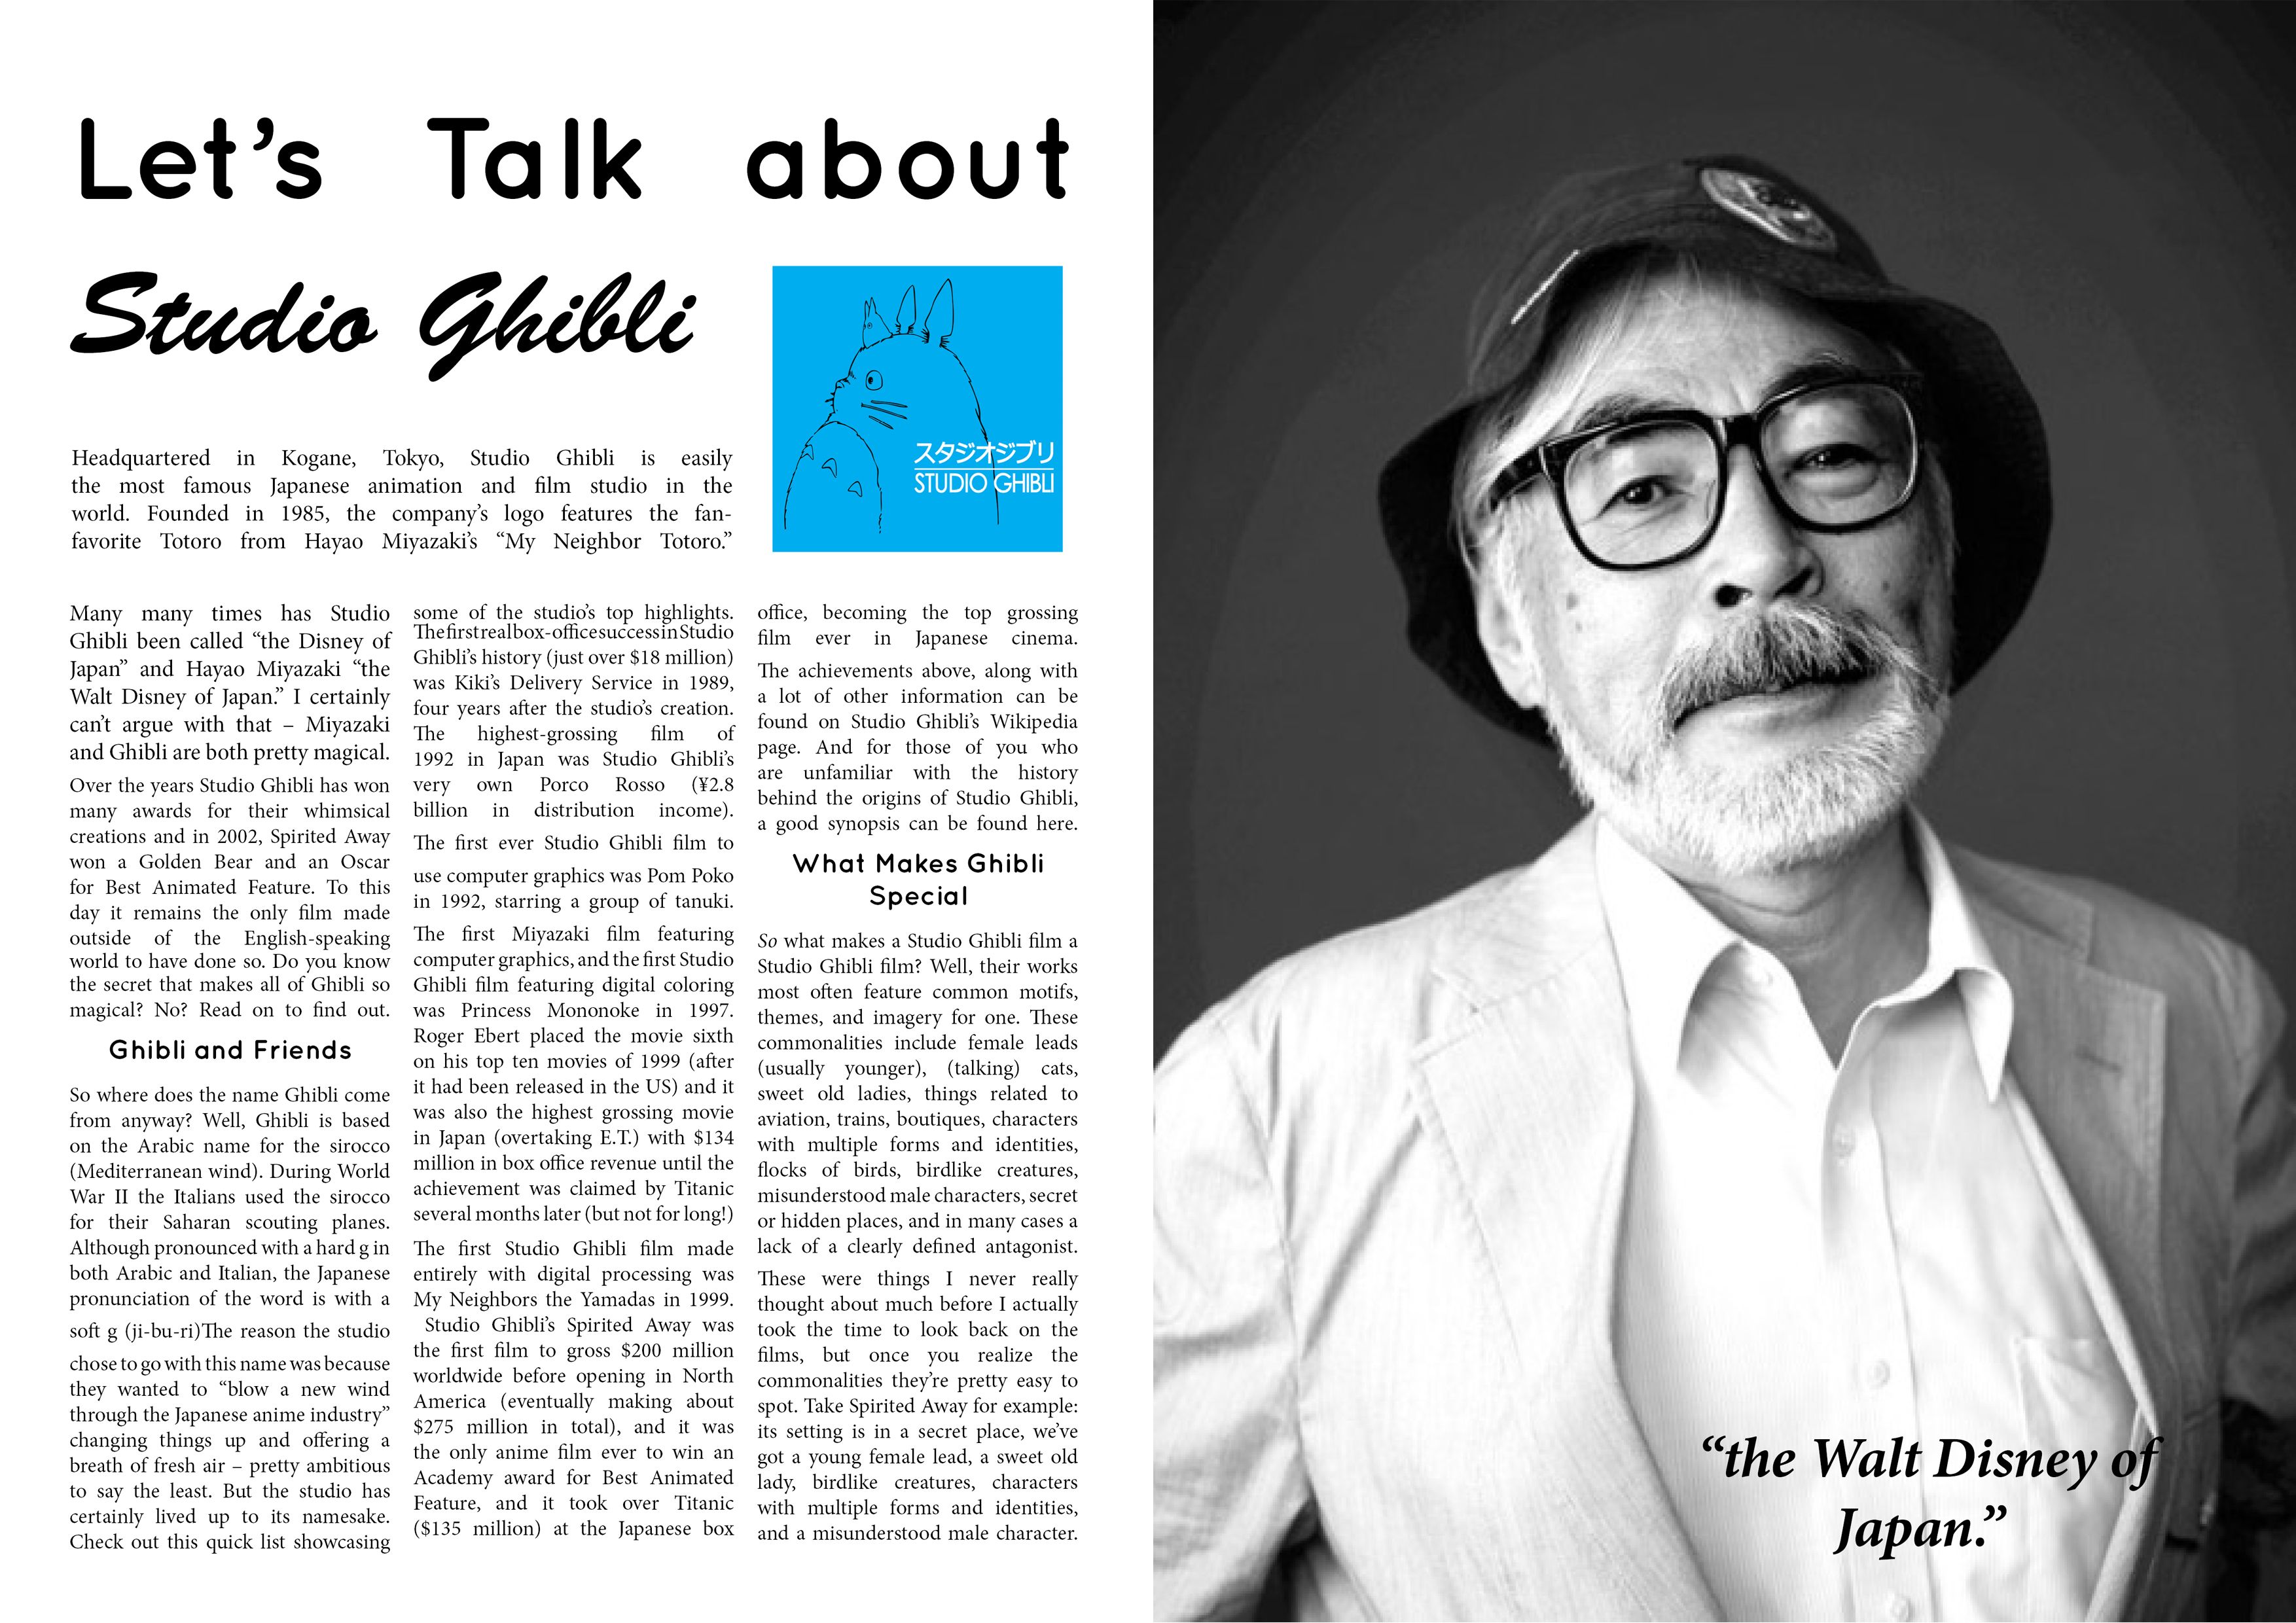 Let’s Talk about
Studio Ghibli
スタジオジブリ
STUDIO GHIBLI
Headquartered in Kogane, Tokyo, Studio Ghibli is easily
the most famous Japanese animation and film studio in the
world. Founded in 1985, the company’s logo features the fan-
favorite Totoro from Hayao Miyazaki’s “My Neighbor Totoro.”
Many many times has Studio
Ghibli been called “the Disney of
Japan” and Hayao Miyazaki “the
Walt Disney of Japan.” I certainly
can’t argue with that – Miyazaki
and Ghibli are both pretty magical.
Over the years Studio Ghibli has won
many awards for their whimsical
creations and in 2002, Spirited Away
won a Golden Bear and an Oscar
for Best Animated Feature. To this
day it remains the only film made
outside of the English-speaking
world to have done so. Do you know
the secret that makes all of Ghibli so
magical? No? Read on to find out.
Ghibli and Friends
So where does the name Ghibli come
from anyway? Well, Ghibli is based
on the Arabic name for the sirocco
(Mediterranean wind). During World
War II the Italians used the sirocco
for their Saharan scouting planes.
Although pronounced with a hard g in
both Arabic and Italian, the Japanese
pronunciation of the word is with a
soft g (ji-bu-ri)The reason the studio
chose to go with this name was because
they wanted to “blow a new wind
through the Japanese anime industry”
changing things up and offering a
breath of fresh air – pretty ambitious
to say the least. But the studio has
certainly lived up to its namesake.
Check out this quick list showcasing
some of the studio’s top highlights.
The first real box-office success in Studio
Ghibli’s history (just over $18 million)
was Kiki’s Delivery Service in 1989,
four years after the studio’s creation.
The highest-grossing film of
1992 in Japan was Studio Ghibli’s
very own Porco Rosso (¥2.8
billion in distribution income).
The first ever Studio Ghibli film to
use computer graphics was Pom Poko
in 1992, starring a group of tanuki.
The first Miyazaki film featuring
computer graphics, and the first Studio
Ghibli film featuring digital coloring
was Princess Mononoke in 1997.
Roger Ebert placed the movie sixth
on his top ten movies of 1999 (after
it had been released in the US) and it
was also the highest grossing movie
in Japan (overtaking E.T.) with $134
million in box office revenue until the
achievement was claimed by Titanic
several months later (but not for long!)
The first Studio Ghibli film made
entirely with digital processing was
My Neighbors the Yamadas in 1999.
Studio Ghibli’s Spirited Away was
the first film to gross $200 million
worldwide before opening in North
America (eventually making about
$275 million in total), and it was
the only anime film ever to win an
Academy award for Best Animated
Feature, and it took over Titanic
($135 million) at the Japanese box
office, becoming the top grossing
film ever in Japanese cinema.
The achievements above, along with
a lot of other information can be
found on Studio Ghibli’s Wikipedia
page. And for those of you who
are unfamiliar with the history
behind the origins of Studio Ghibli,
a good synopsis can be found here.
What Makes Ghibli
Special
So what makes a Studio Ghibli film a
Studio Ghibli film? Well, their works
most often feature common motifs,
themes, and imagery for one. These
commonalities include female leads
(usually younger), (talking) cats,
sweet old ladies, things related to
aviation, trains, boutiques, characters
with multiple forms and identities,
flocks of birds, birdlike creatures,
misunderstood male characters, secret
or hidden places, and in many cases a
lack of a clearly defined antagonist.
These were things I never really
thought about much before I actually
took the time to look back on the
films, but once you realize the
commonalities they’re pretty easy to
spot. Take Spirited Away for example:
its setting is in a secret place, we’ve
got a young female lead, a sweet old
lady, birdlike creatures, characters
with multiple forms and identities,
and a misunderstood male character.
“the Walt Disney of
Japan.”